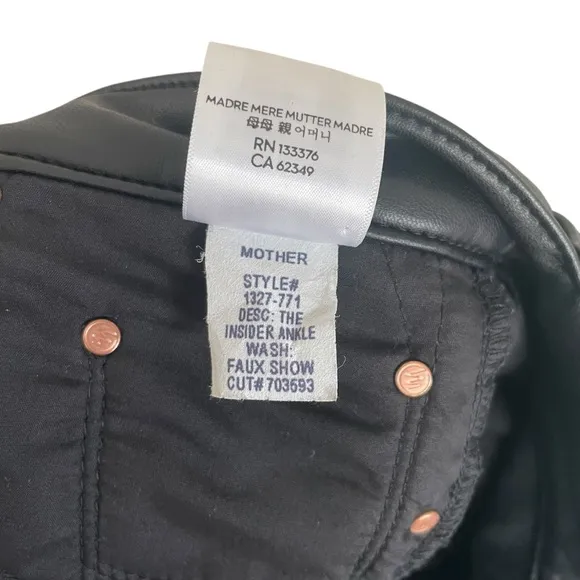 MADRE MERE MUTTER MADRE
母母 親 어머니
RN 133376
CA 62349
MOTHER
STYLE#
1327-771
DESC: THE
INSIDER ANKLE
WASH:
FAUX SHOW
CUT# 703593